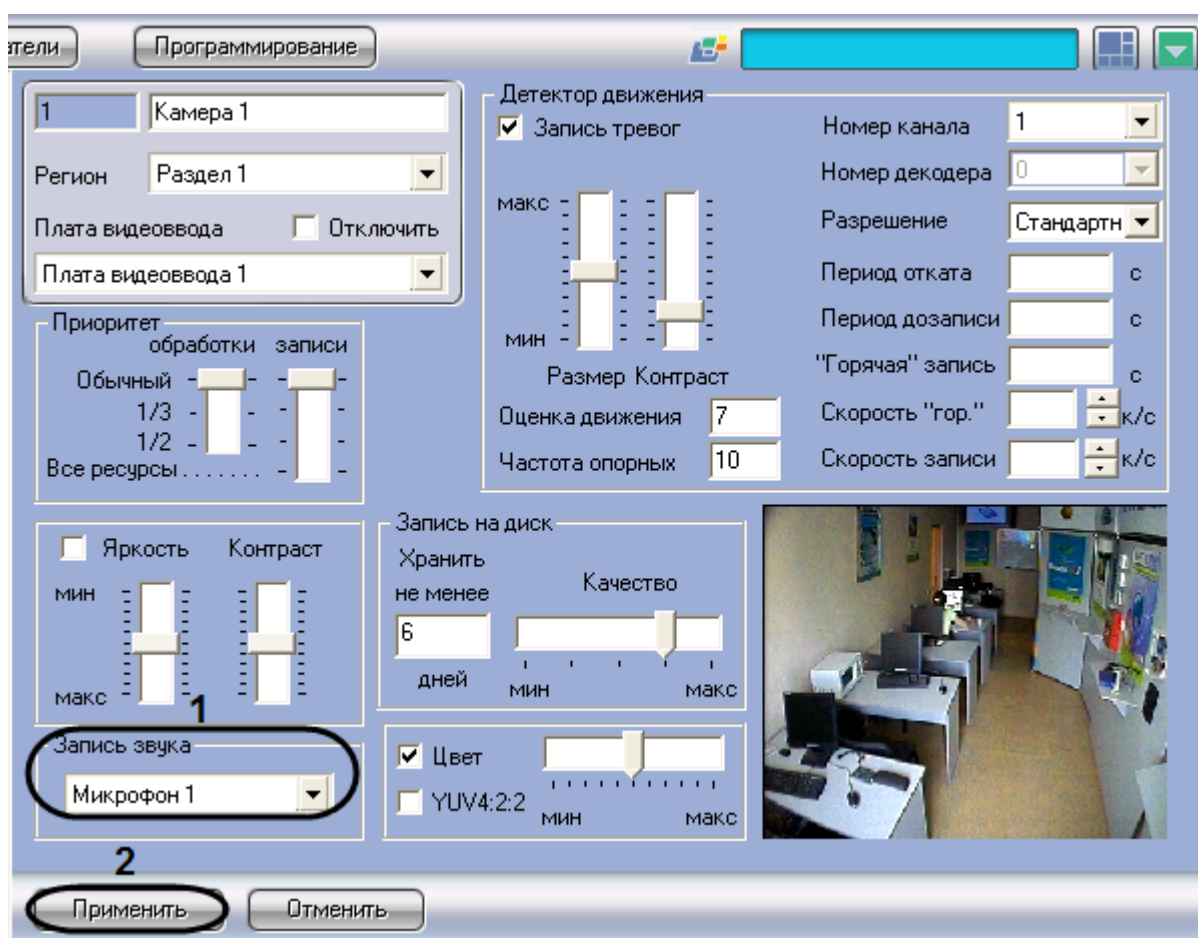 атели
Программирование
1
Камера 1
Регион
Раздел 1
Плата видеоввода
Отключить
Плата видеоввода 1
Приоритет
обработки записи
Обычный
1/3
1/2
Все ресурсы . . . . . . .
Детектор движения
Запись тревог
макс
мин
Размер Контраст
Оценка движения 7
Частота опорных 10
Номер канала 1
Номер декодера 0
Разрешение Стандартн
Период отката с
Период дозаписи с
"Горячая" запись с
Скорость "гор." к/с
Скорость записи к/с
Яркость Контраст
мин
макс
1
Запись звука
Микрофон 1
Запись на диск
Хранить
не менее
6
дней
Качество
мин макс
Цвет
YUV4:2:2
мин макс
2
Применить
Отменить